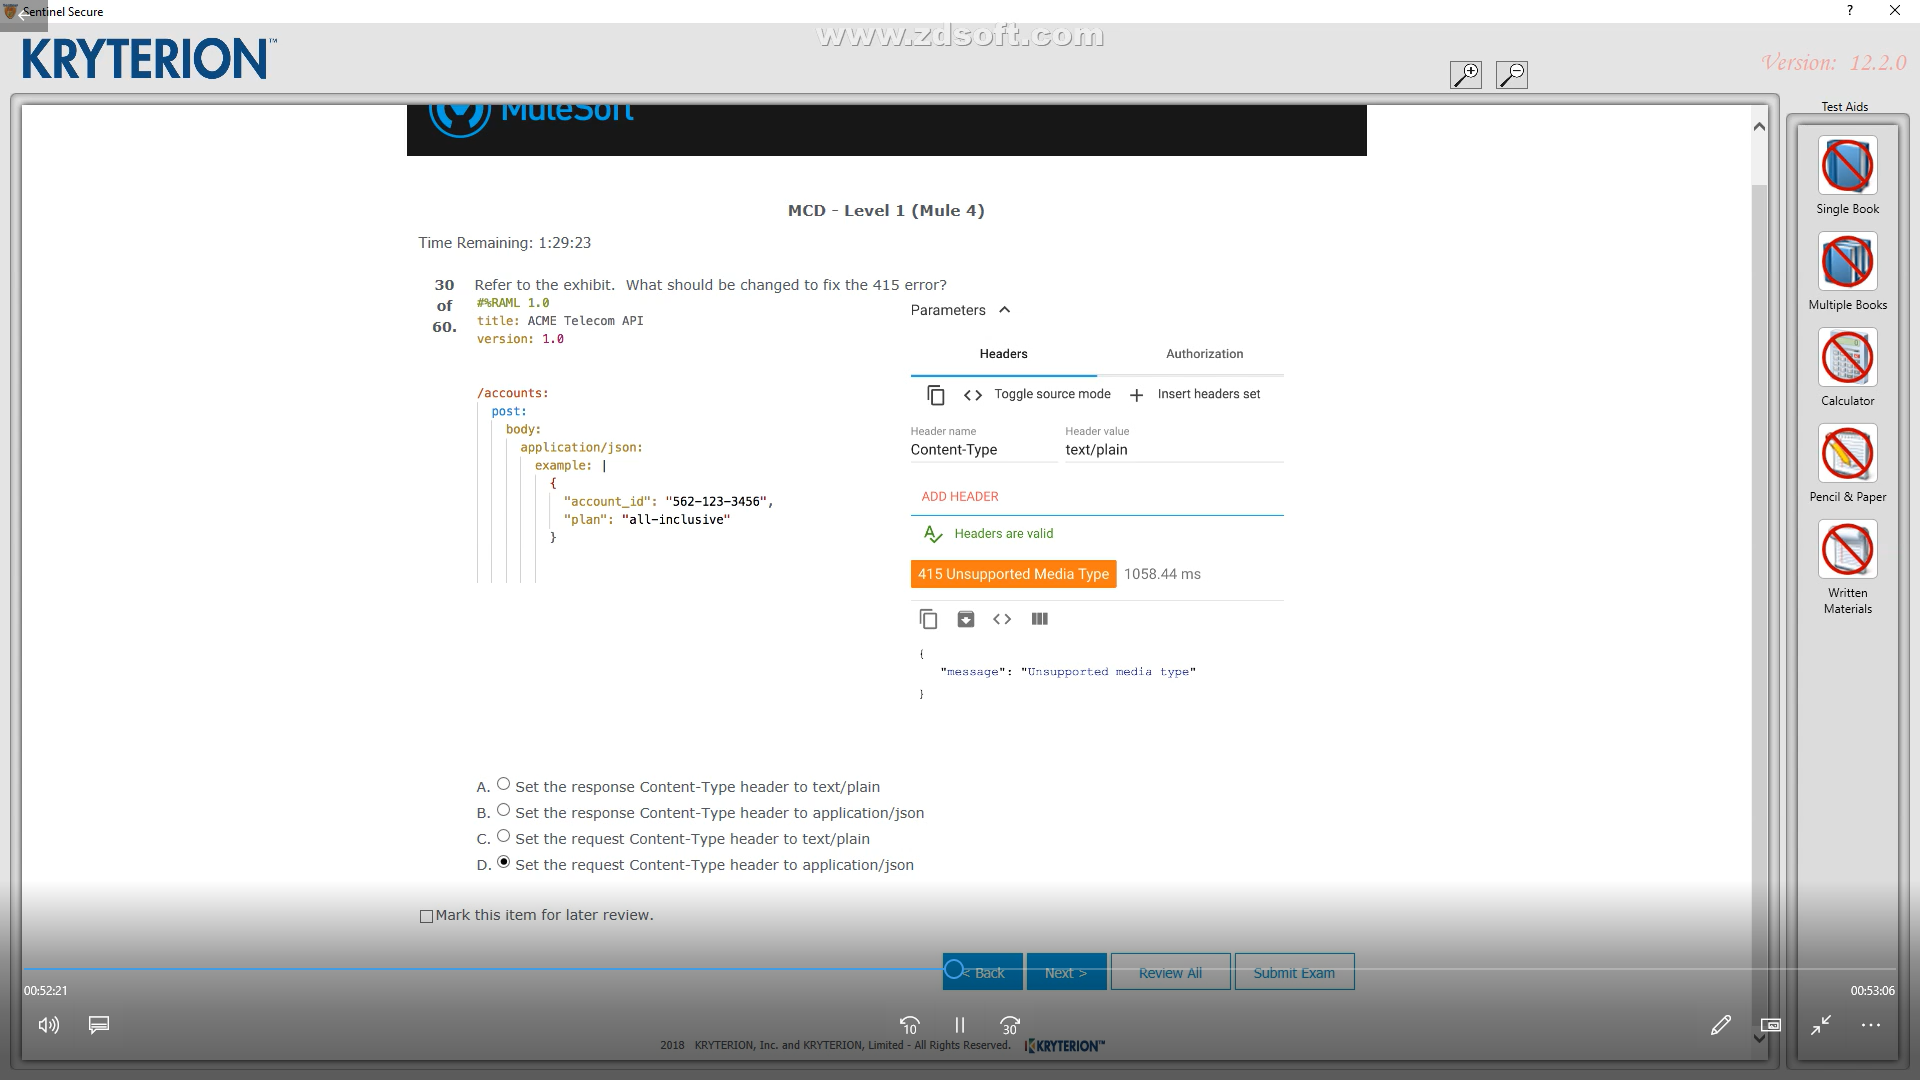 Sentinel Secure
www.zdsoft.com
KRYTERION™
Version: 12.2.0
Test Aids
MuleSoft
Single Book
Multiple Books
Calculator
Pencil & Paper
Written
Materials
MCD - Level 1 (Mule 4)
Time Remaining: 1:29:23
30 of 60.
Refer to the exhibit. What should be changed to fix the 415 error?
#%RAML 1.0
title: ACME Telecom API
version: 1.0
/accounts:
post:
body:
application/json:
example: |
{
"account_id": "562-123-3456",
"plan": "all-inclusive"
}
Parameters
Headers
Authorization
<> Toggle source mode
+ Insert headers set
Header name
Header value
Content-Type
text/plain
ADD HEADER
Headers are valid
415 Unsupported Media Type
1058.44 ms
<>
{
"message": "Unsupported media type"
}
A. Set the response Content-Type header to text/plain
B. Set the response Content-Type header to application/json
C. Set the request Content-Type header to text/plain
D. Set the request Content-Type header to application/json
Mark this item for later review.
< Back
Next >
Review All
Submit Exam
00:52:21
00:53:06
10
30
2018 KRYTERION, Inc. and KRYTERION, Limited - All Rights Reserved.
KRYTERION™